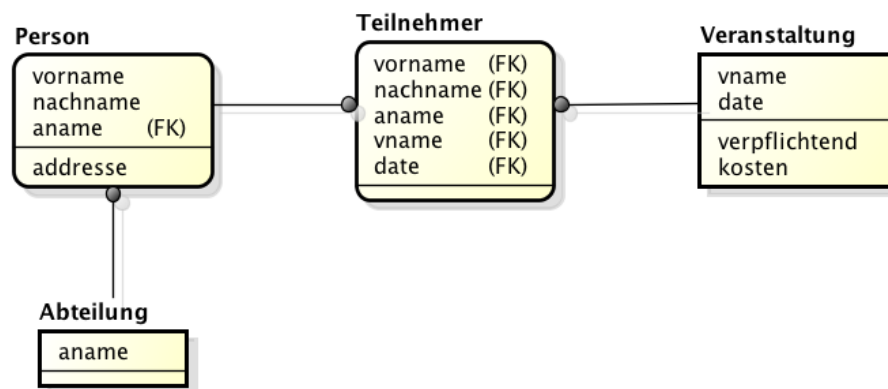 Person
vorname
nachname
aname (FK)
addresse
Teilnehmer
vorname (FK)
nachname (FK)
aname (FK)
vname (FK)
date (FK)
Veranstaltung
vname
date
verpflichtend
kosten
Abteilung
aname